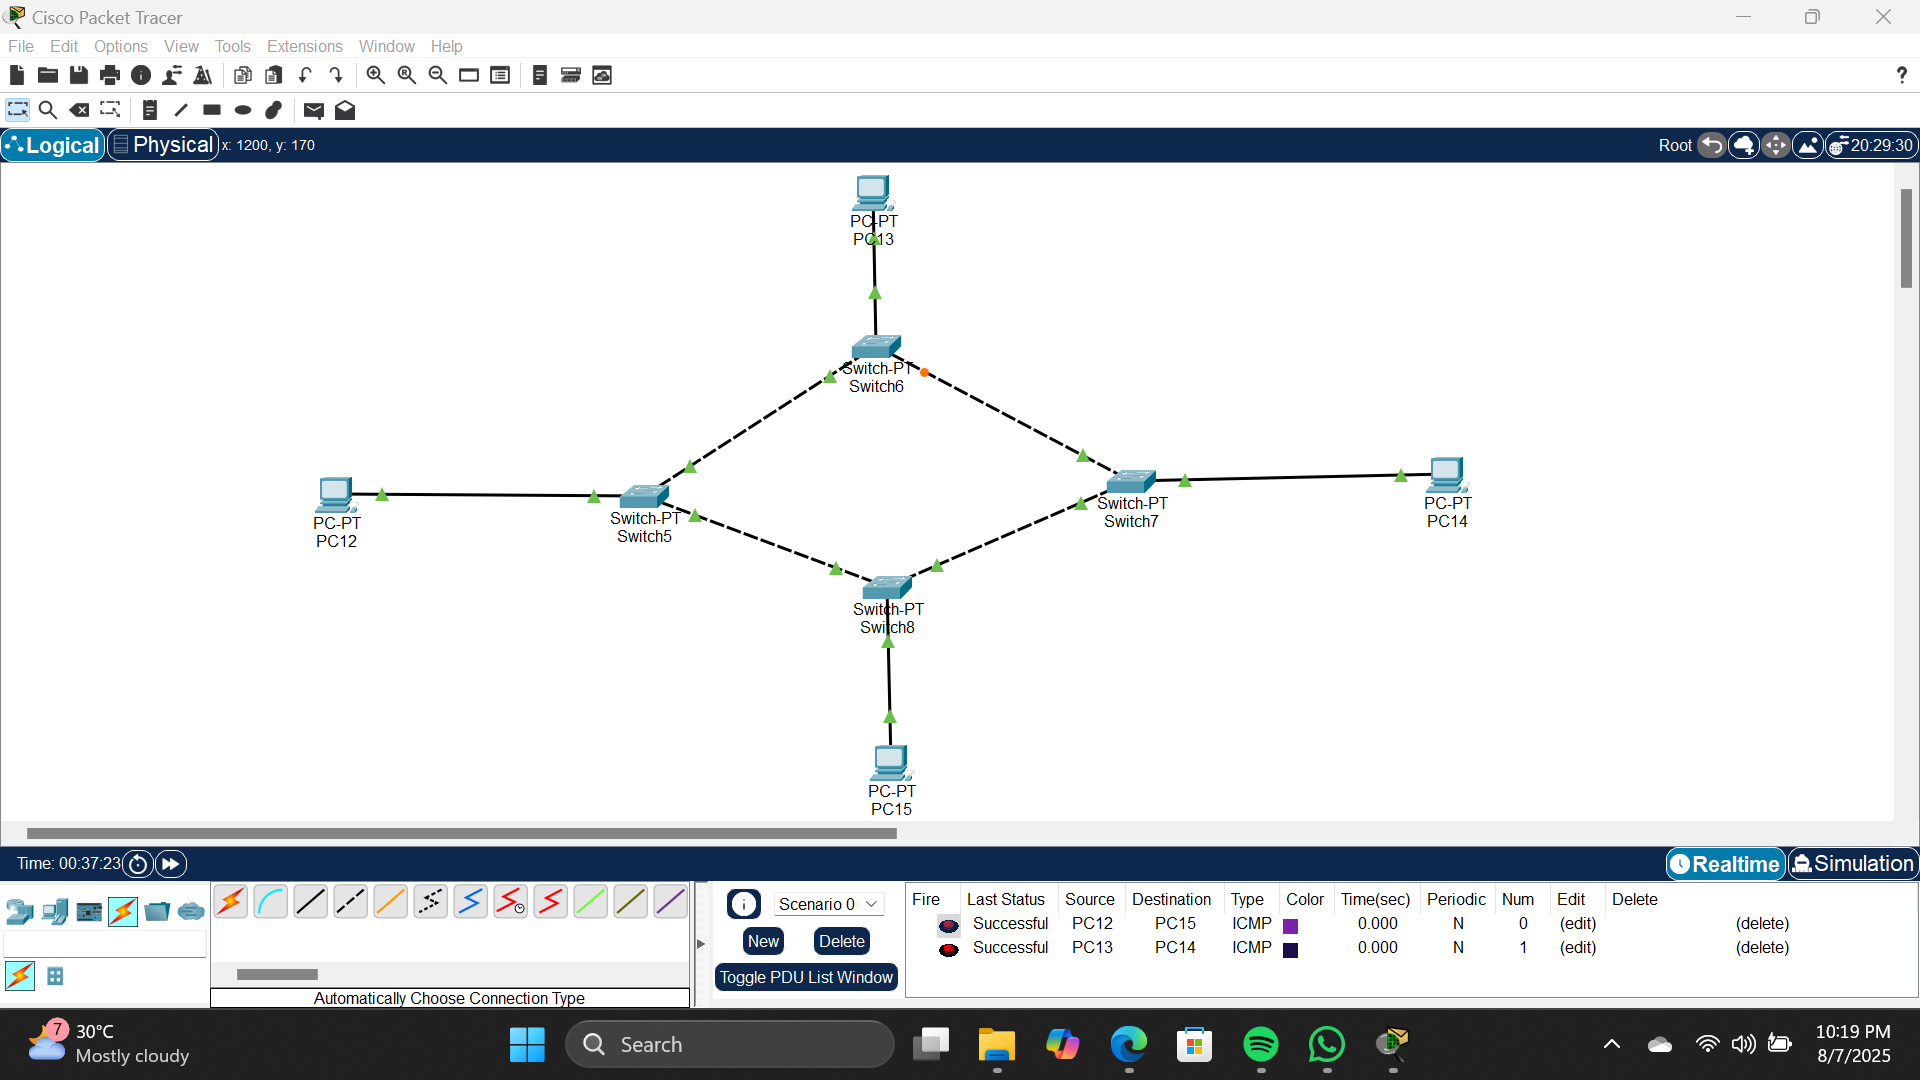 Cisco Packet Tracer
File Edit Options View Tools Extensions Window Help
Logical Physical x: 1200, y: 170 Root 20:29:30
PC-PT
PC13
Switch-PT
Switch6
PC-PT
PC12
Switch-PT
Switch5
Switch-PT
Switch7
PC-PT
PC14
Switch-PT
Switch8
PC-PT
PC15
Time: 00:37:23 Realtime Simulation
Scenario 0
New Delete
Toggle PDU List Window
Automatically Choose Connection Type
Fire Last Status Source Destination Type Color Time(sec) Periodic Num Edit Delete
Successful PC12 PC15 ICMP 0.000 N 0 (edit) (delete)
Successful PC13 PC14 ICMP 0.000 N 1 (edit) (delete)
7
30°C
Mostly cloudy
Search
10:19 PM
8/7/2025